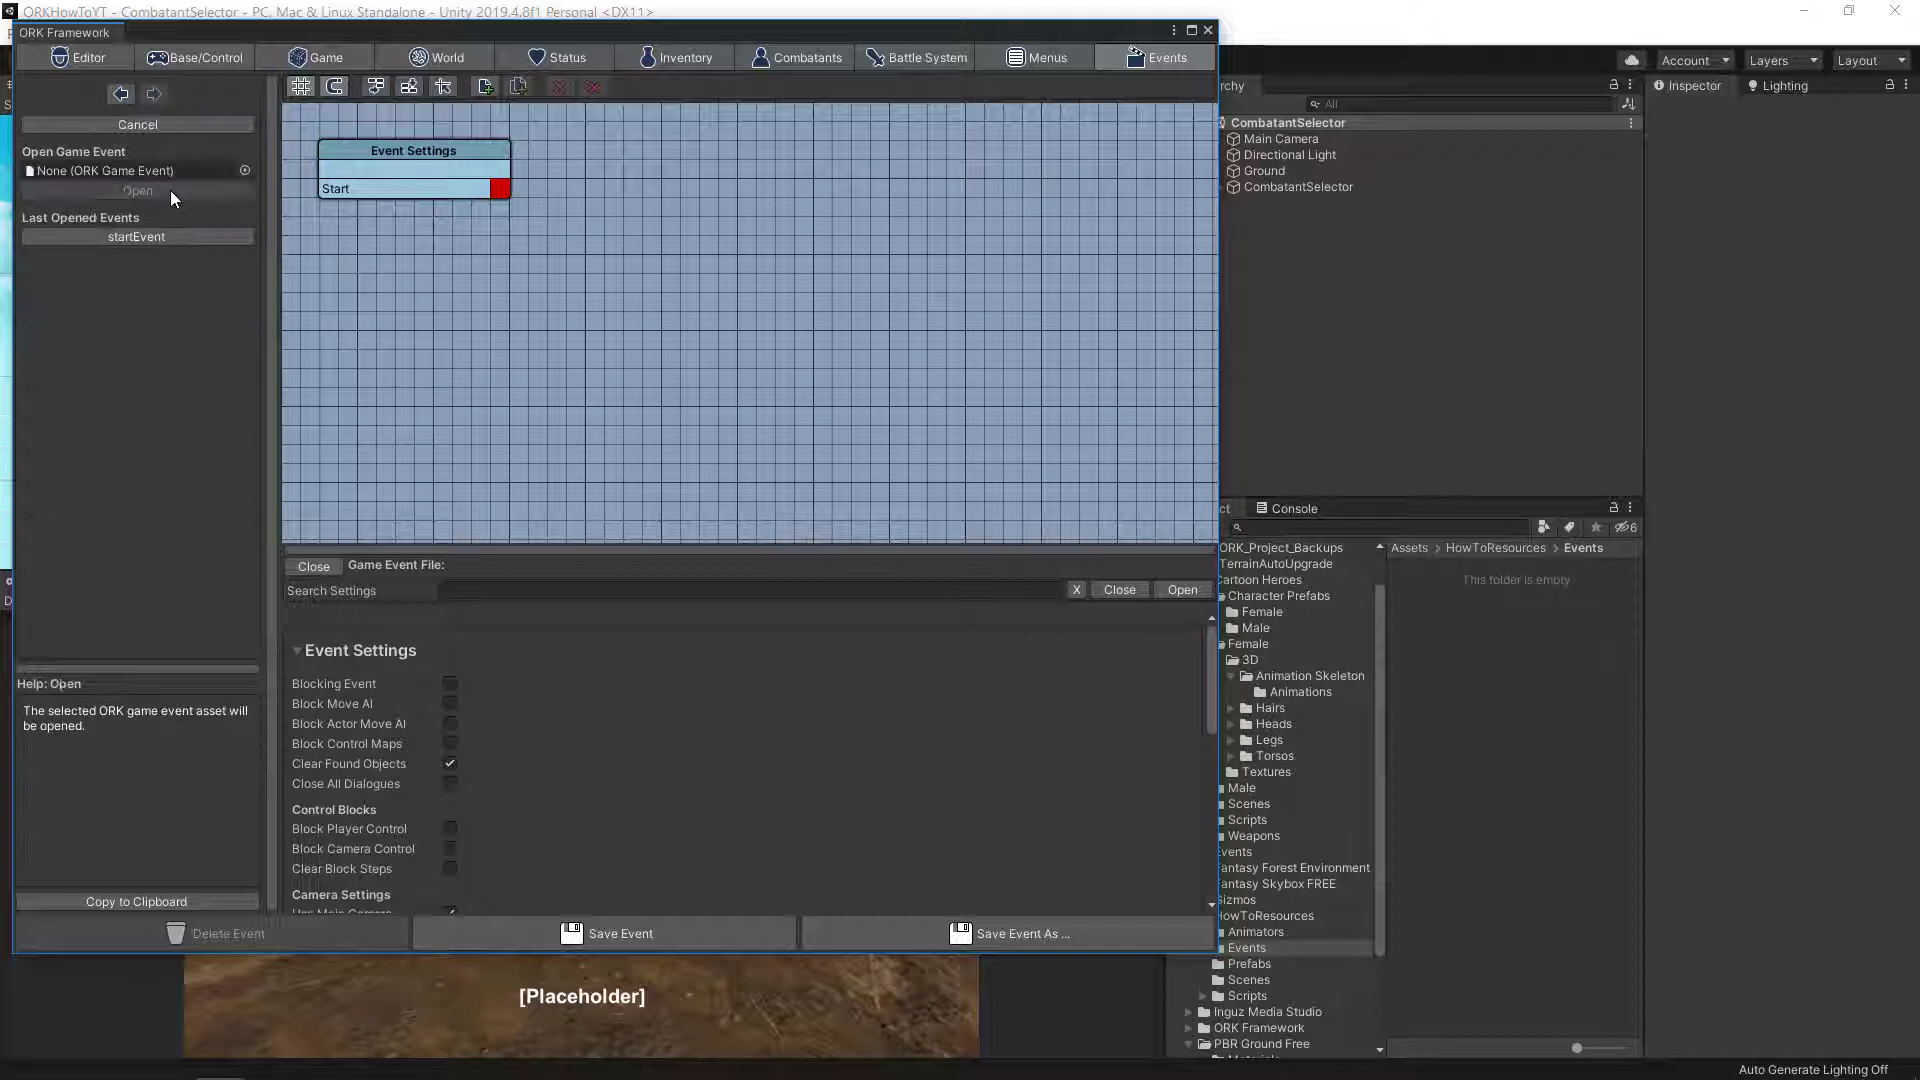 ORKHowToYT - CombatantSelector - PC, Mac & Linux Standalone - Unity 2019.4.8f1 Personal <DX11>
ORK Framework
Editor
Base/Control
Game
World
Status
Inventory
Combatants
Battle System
Menus
Events
Account
Layers
Layout
Cancel
Open Game Event
None (ORK Game Event)
Open
Last Opened Events
startEvent
Event Settings
Start
rchy
All
CombatantSelector
Main Camera
Directional Light
Ground
CombatantSelector
Inspector
Lighting
Close
Game Event File:
Search Settings
X
Close
Open
Event Settings
Blocking Event
Block Move AI
Block Actor Move AI
Block Control Maps
Clear Found Objects
Close All Dialogues
Control Blocks
Block Player Control
Block Camera Control
Clear Block Steps
Camera Settings
Help: Open
The selected ORK game event asset will
be opened.
Copy to Clipboard
Delete Event
Save Event
Save Event As ...
ct
Console
6
ORK_Project_Backups
TerrainAutoUpgrade
Cartoon Heroes
Character Prefabs
Female
Male
Female
3D
Animation Skeleton
Animations
Hairs
Heads
Legs
Torsos
Textures
Male
Scenes
Scripts
Weapons
vents
antasy Forest Environment
antasy Skybox FREE
izmos
HowToResources
Animators
Events
Prefabs
Scenes
Scripts
Inguz Media Studio
ORK Framework
PBR Ground Free
Assets > HowToResources > Events
This folder is empty
[Placeholder]
Auto Generate Lighting Off